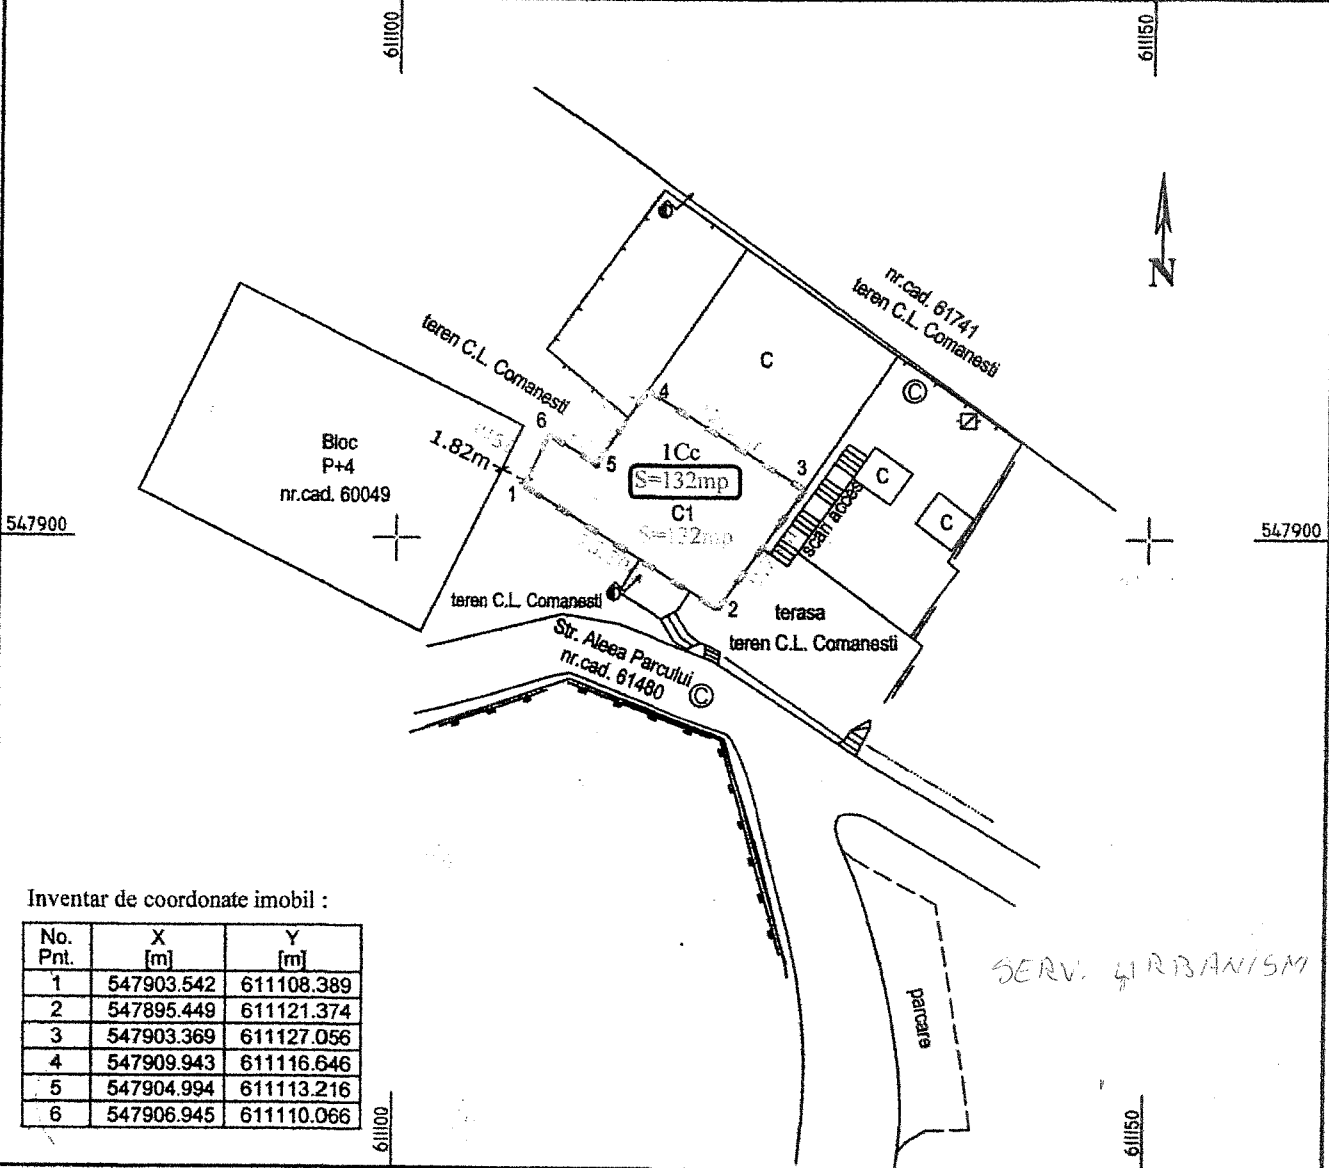 611100
611150
N
nr.cad. 61741
teren C.L. Comanesti
teren C.L. Comanesti
C
C
4
6
Bloc
P+4
nr.cad. 60049
1.82m
1
5
1Cc
S=132mp
C1
S=132mp
3
C
C
scari acces
547900
547900
teren C.L. Comanesti
2
terasa
teren C.L. Comanesti
Str. Aleea Parcului
nr.cad. 61480
C
Inventar de coordonate imobil :
No. Pnt. X [m] Y [m]
1 547903.542 611108.389
2 547895.449 611121.374
3 547903.369 611127.056
4 547909.943 611116.646
5 547904.994 611113.216
6 547906.945 611110.066
SERV. URBANISM
parcare
611100
611150